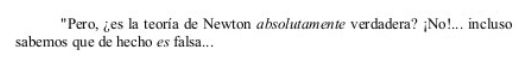 "Pero, ¿es la teoría de Newton absolutamente verdadera? ¡No!... incluso
sabemos que de hecho es falsa...